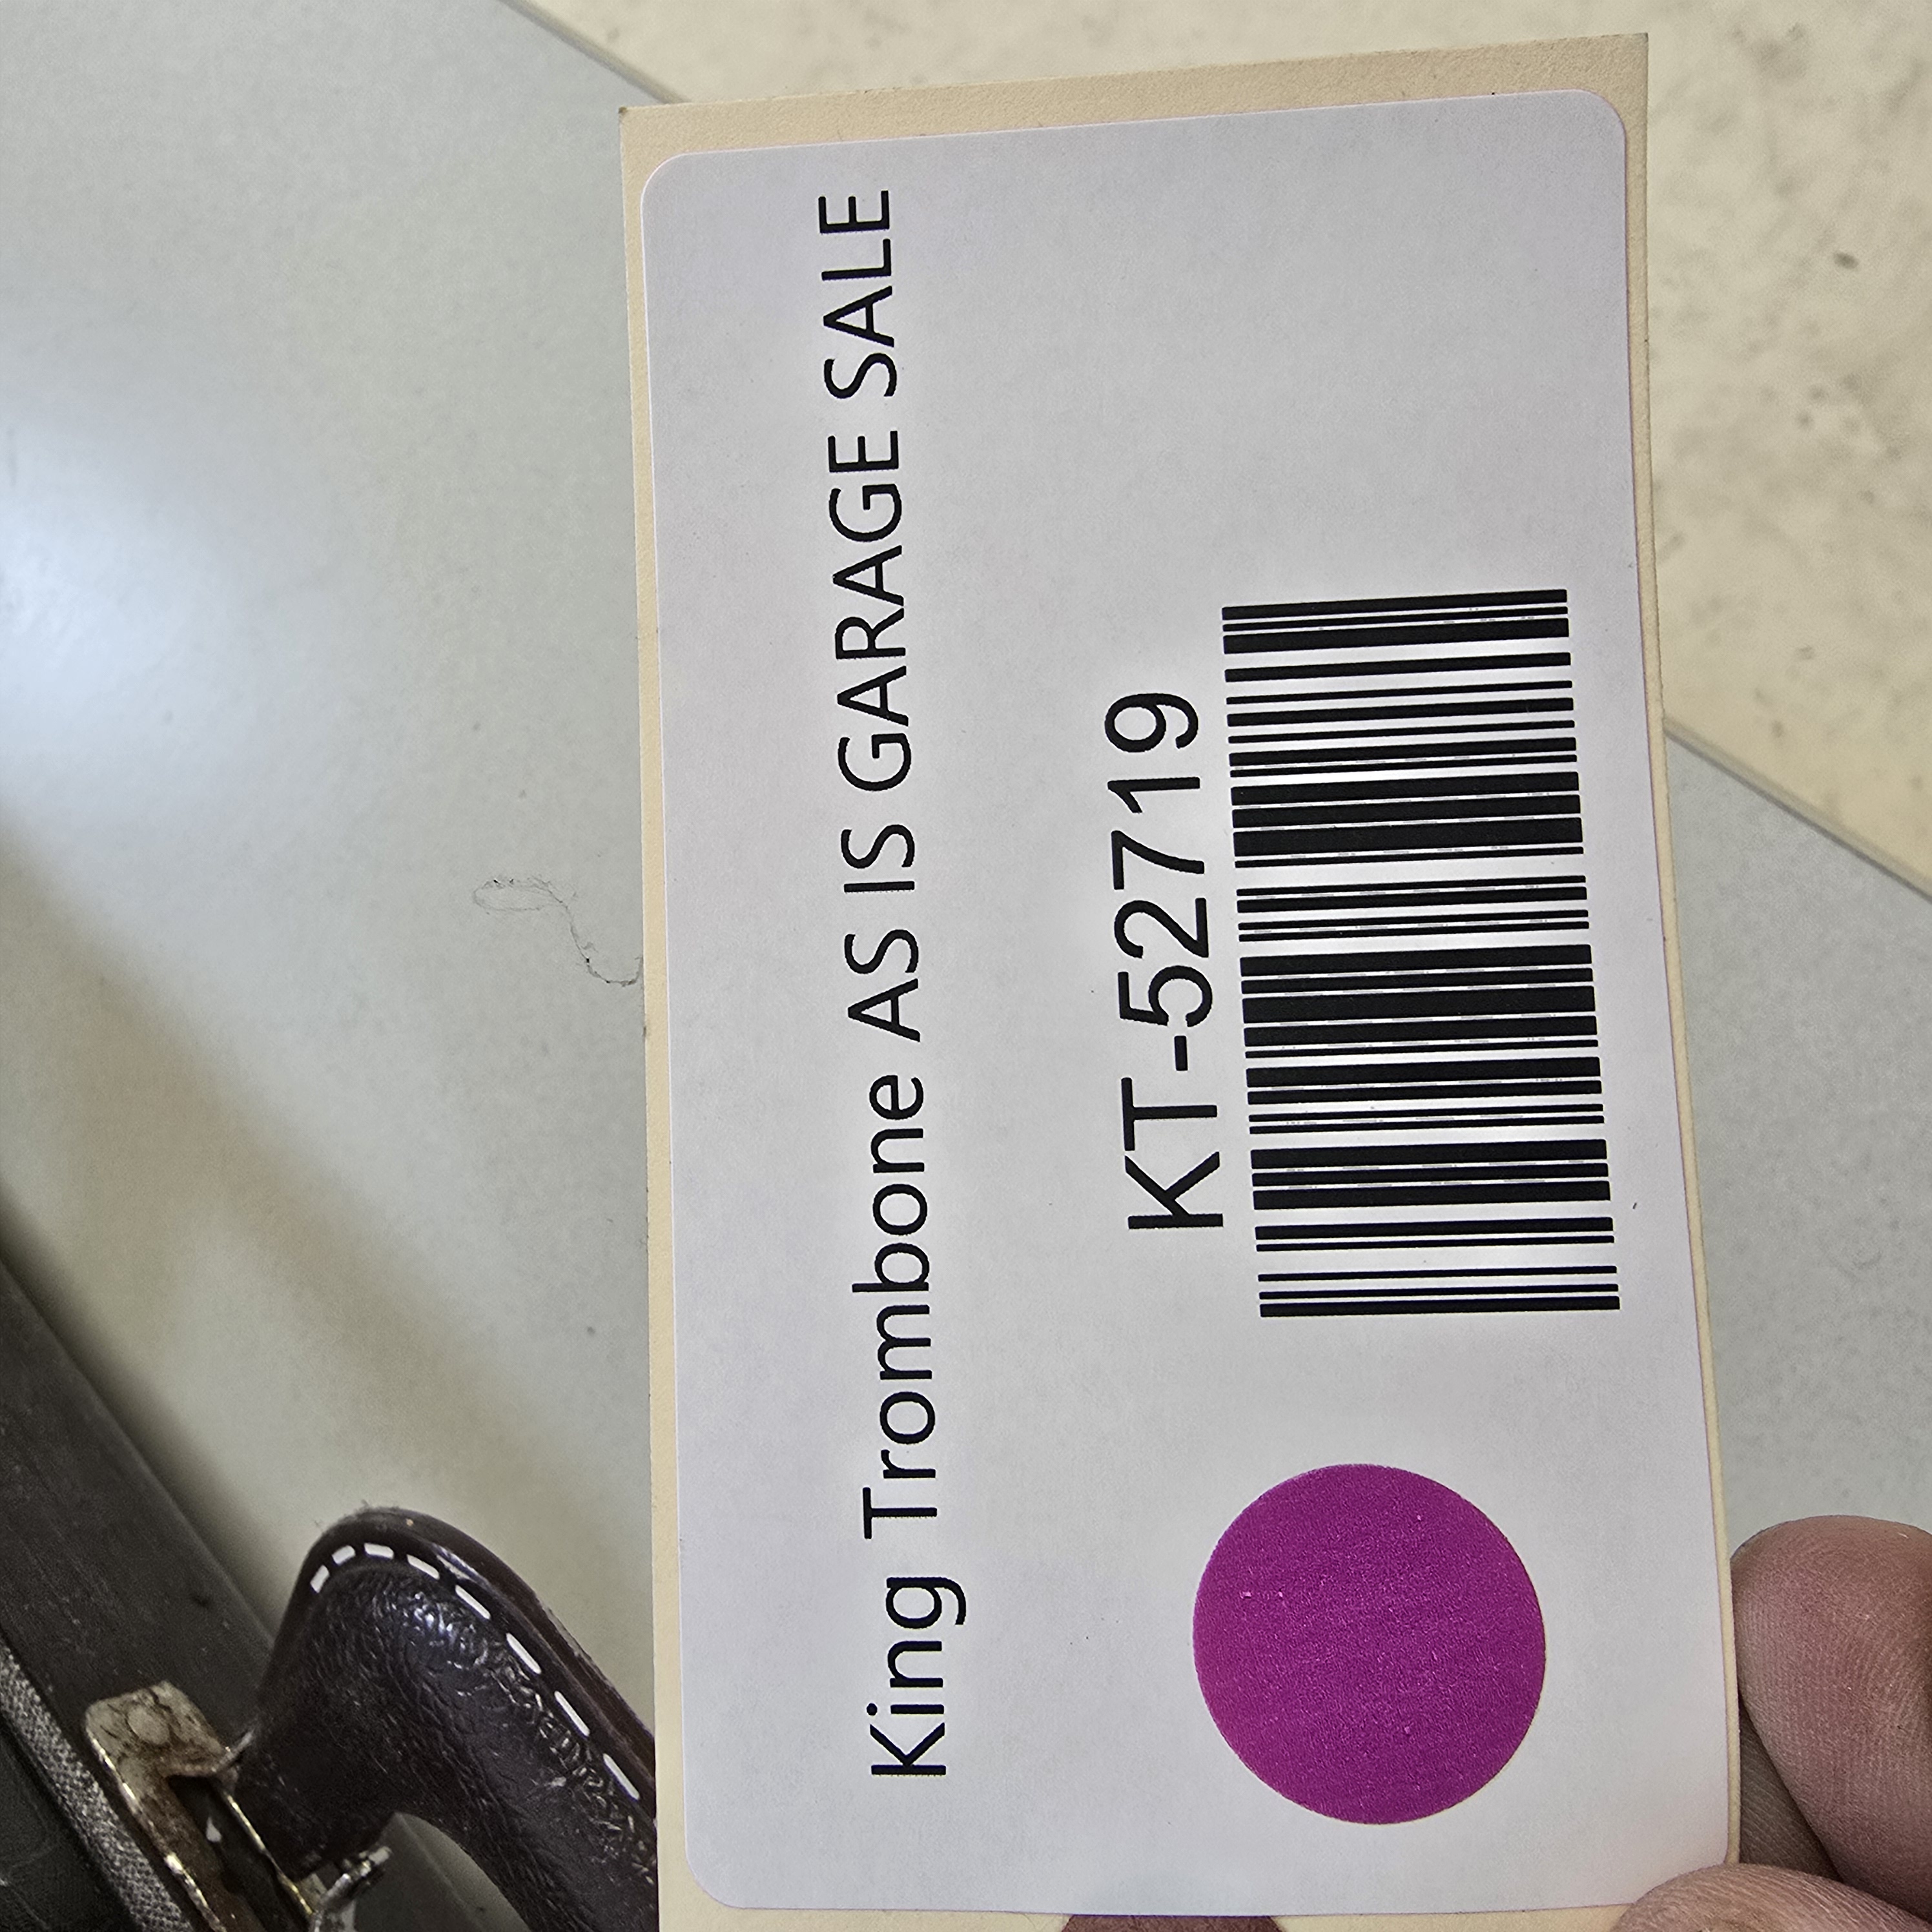 King Trombone AS IS GARAGE SALE
KT-52719